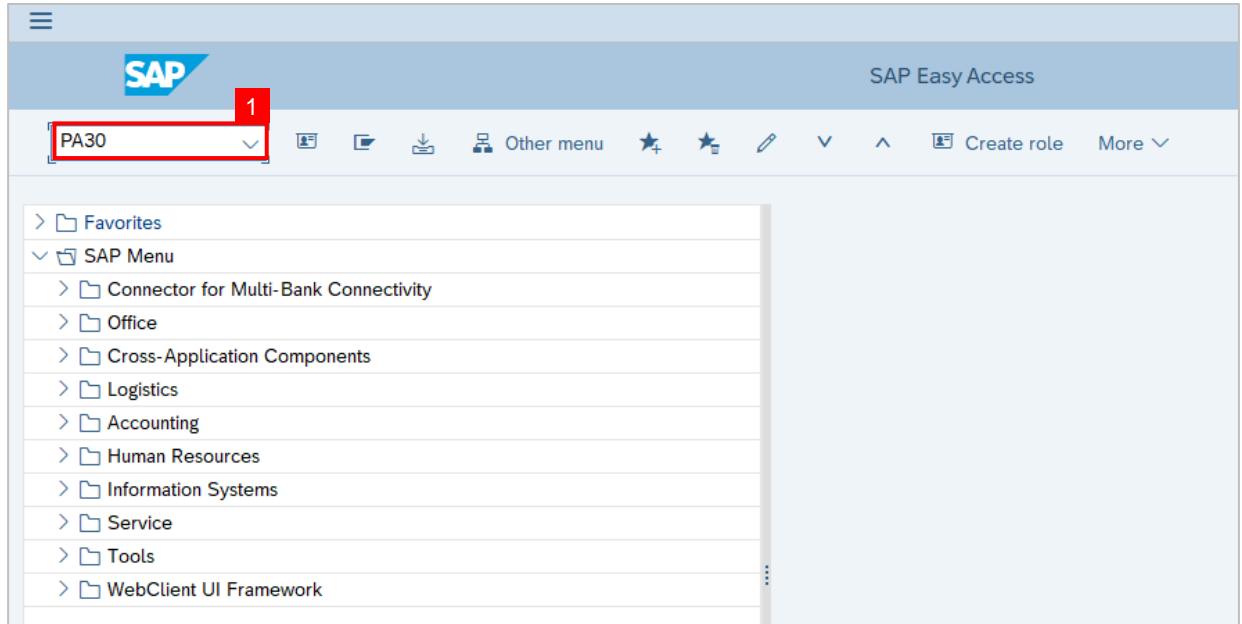 SAP
SAP Easy Access
1
PA30
Other menu
Create role
More
Favorites
SAP Menu
Connector for Multi-Bank Connectivity
Office
Cross-Application Components
Logistics
Accounting
Human Resources
Information Systems
Service
Tools
WebClient UI Framework